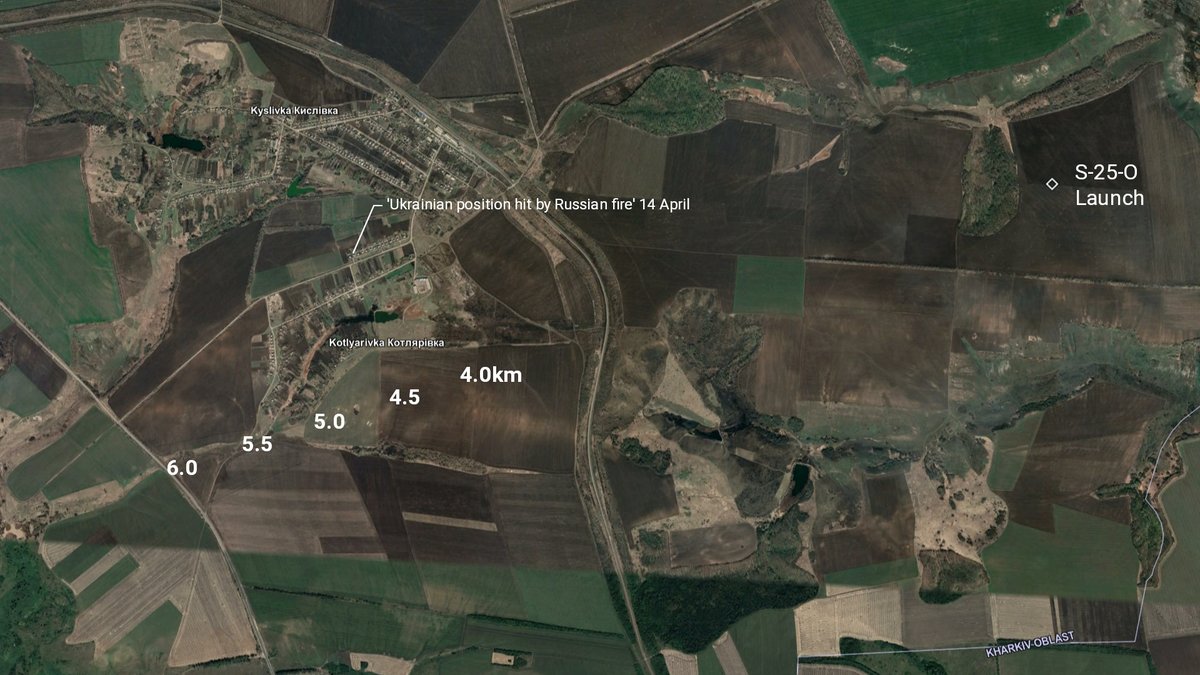 Kyslivka Кислівка
S-25-O
Launch
'Ukrainian position hit by Russian fire' 14 April
Kotlyarivka Котлярівка
4.0km
4.5
5.0
5.5
6.0
KHARKIV OBLAST